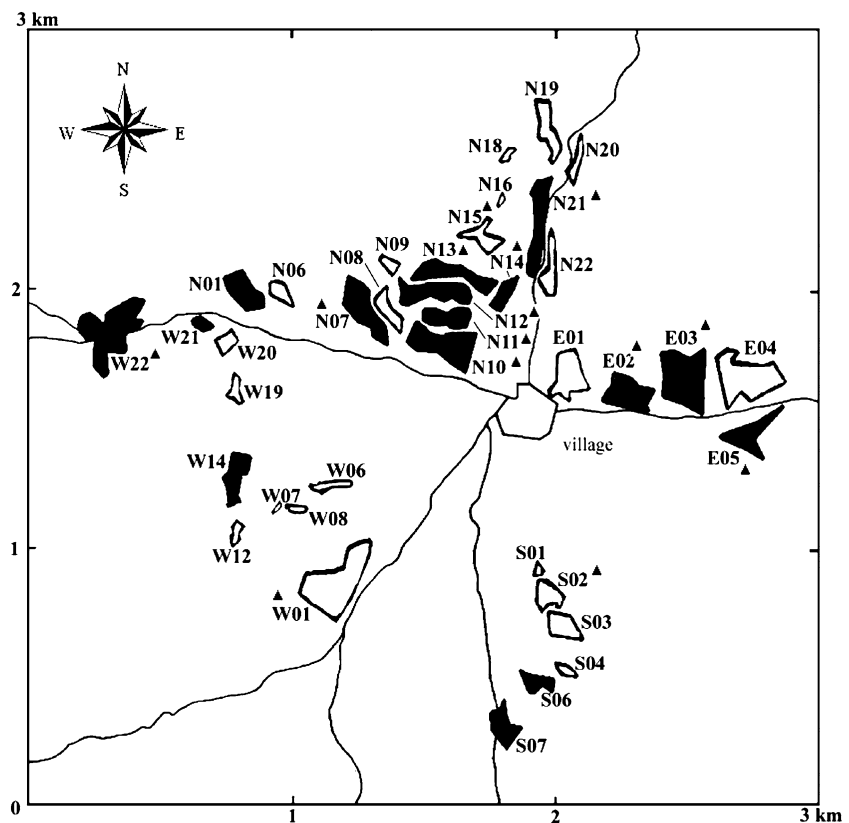 3 km
N
W E
S
N19
N18
N20
N16
N21
N15
N09
N08
N13
N14
N22
N01
N06
2
N07
N12
W21
N11
E01
E03
E04
W20
E02
W22
N10
W19
village
E05
W14
W06
W07
W08
1
W12
S01
S02
W01
S03
S04
S06
S07
0
1
2
3 km